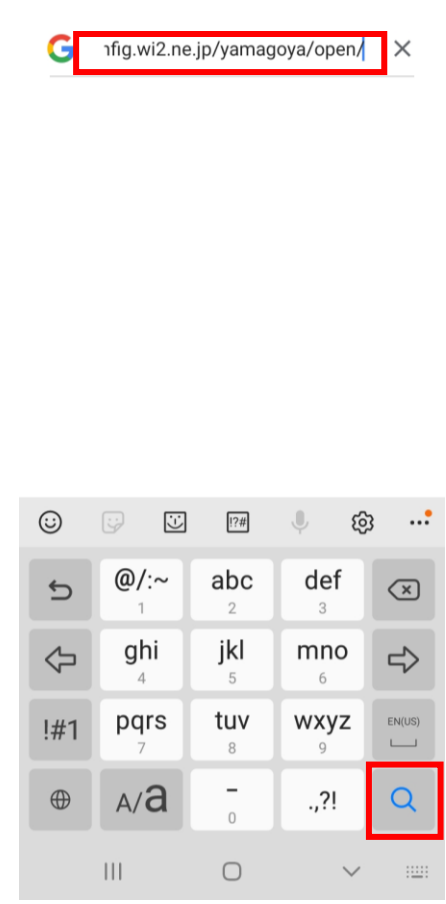 nfig.wi2.ne.jp/yamagoya/open/
!?#
@/:~
1
abc
2
def
3
ghi
4
jkl
5
mno
6
!#1
pqrs
7
tuv
8
wxyz
9
EN(US)
A/a
-
0
.,?!